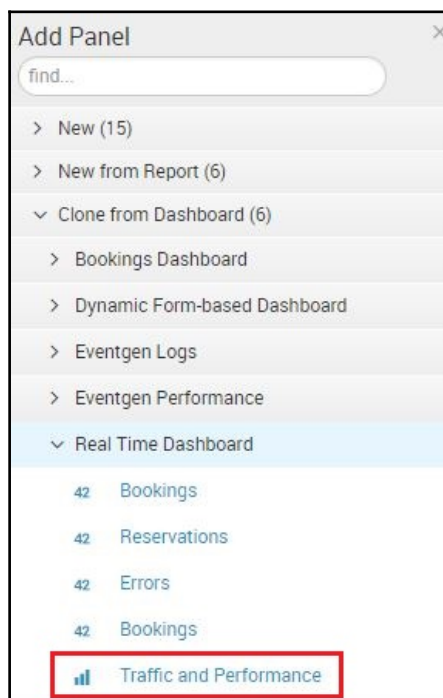 Add Panel
find...
New (15)
New from Report (6)
Clone from Dashboard (6)
Bookings Dashboard
Dynamic Form-based Dashboard
Eventgen Logs
Eventgen Performance
Real Time Dashboard
42 Bookings
42 Reservations
42 Errors
42 Bookings
Traffic and Performance